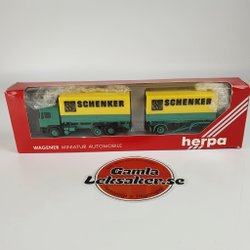 SCHENKER
SCHENKER
WAGENER MINIATUR AUTOMOBILE
herpa
Gamla
Leksaker.se